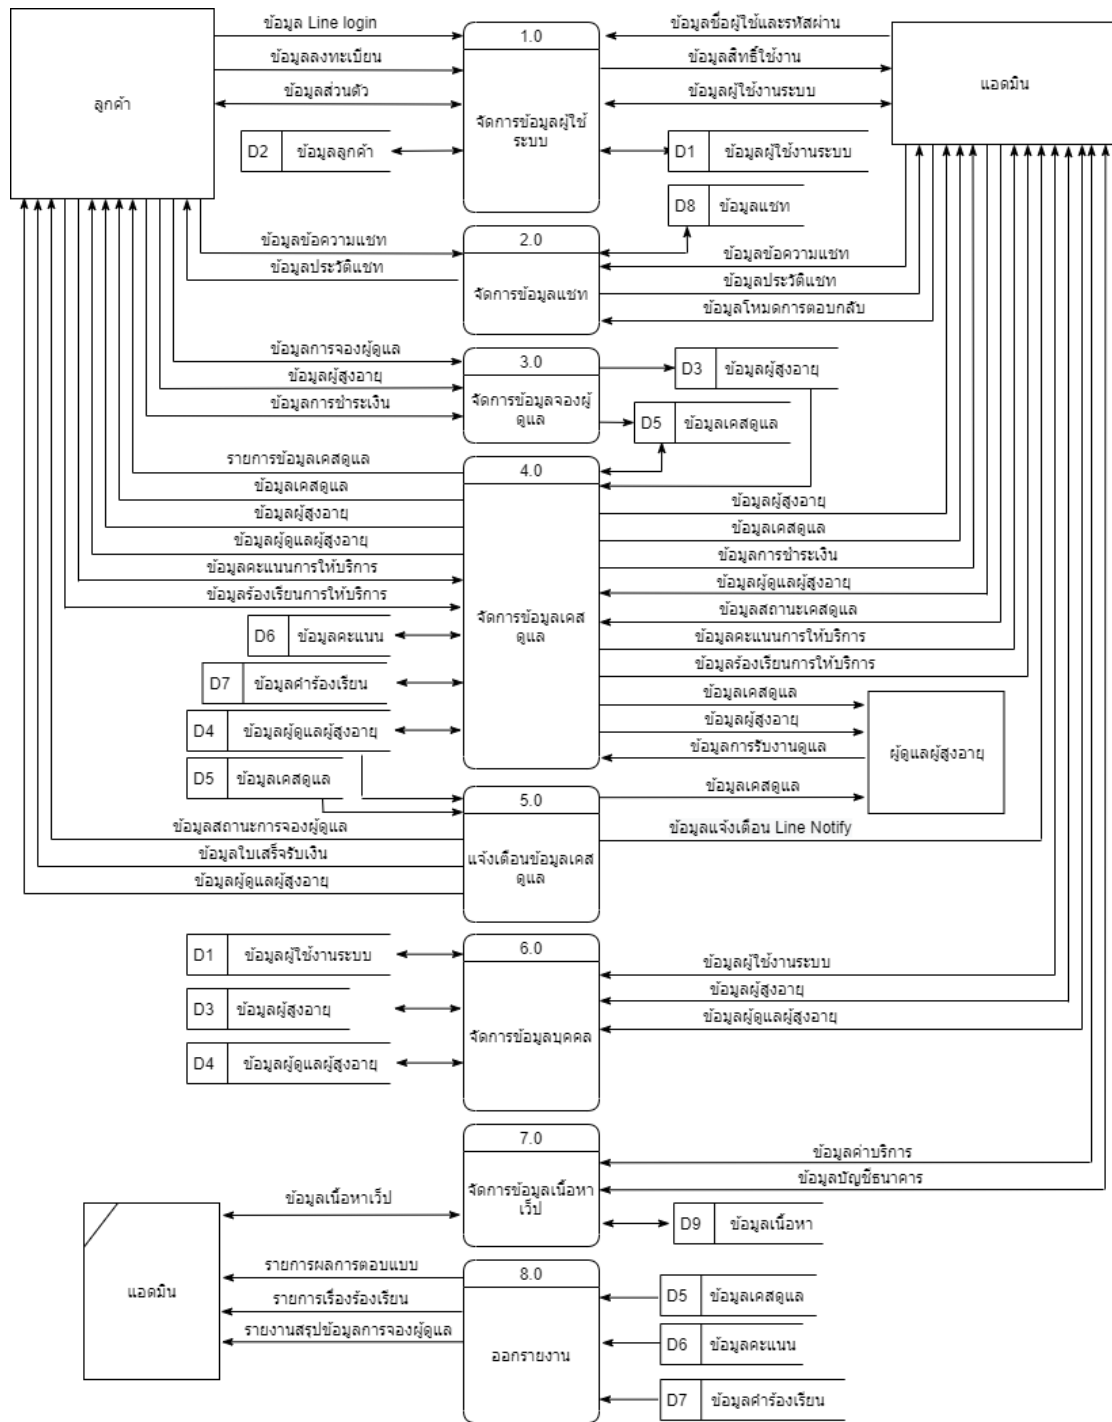 ลูกค้า
ข้อมูล Line login
ข้อมูลลงทะเบียน
ข้อมูลส่วนตัว
D2 ข้อมูลลูกค้า
1.0
จัดการข้อมูลผู้ใช้
ระบบ
ข้อมูลชื่อผู้ใช้และรหัสผ่าน
ข้อมูลสิทธิ์ใช้งาน
ข้อมูลผู้ใช้งานระบบ
แอดมิน
D1 ข้อมูลผู้ใช้งานระบบ
D8 ข้อมูลแชท
ข้อมูลข้อความแชท
ข้อมูลประวัติแชท
2.0
จัดการข้อมูลแชท
ข้อมูลข้อความแชท
ข้อมูลประวัติแชท
ข้อมูลโหมดการตอบกลับ
ข้อมูลการจองผู้ดูแล
ข้อมูลผู้สูงอายุ
ข้อมูลการชำระเงิน
3.0
จัดการข้อมูลจองผู้
ดูแล
D3 ข้อมูลผู้สูงอายุ
D5 ข้อมูลเคสดูแล
รายการข้อมูลเคสดูแล
ข้อมูลเคสดูแล
ข้อมูลผู้สูงอายุ
ข้อมูลผู้ดูแลผู้สูงอายุ
ข้อมูลคะแนนการให้บริการ
ข้อมูลร้องเรียนการให้บริการ
D6 ข้อมูลคะแนน
D7 ข้อมูลคำร้องเรียน
D4 ข้อมูลผู้ดูแลผู้สูงอายุ
D5 ข้อมูลเคสดูแล
4.0
จัดการข้อมูลเคส
ดูแล
ข้อมูลผู้สูงอายุ
ข้อมูลเคสดูแล
ข้อมูลการชำระเงิน
ข้อมูลผู้ดูแลผู้สูงอายุ
ข้อมูลสถานะเคสดูแล
ข้อมูลคะแนนการให้บริการ
ข้อมูลร้องเรียนการให้บริการ
ข้อมูลเคสดูแล
ข้อมูลผู้สูงอายุ
ข้อมูลการรับงานดูแล
ผู้ดูแลผู้สูงอายุ
ข้อมูลเคสดูแล
ข้อมูลสถานะการจองผู้ดูแล
ข้อมูลใบเสร็จรับเงิน
ข้อมูลผู้ดูแลผู้สูงอายุ
5.0
แจ้งเตือนข้อมูลเคส
ดูแล
ข้อมูลแจ้งเตือน Line Notify
D1 ข้อมูลผู้ใช้งานระบบ
D3 ข้อมูลผู้สูงอายุ
D4 ข้อมูลผู้ดูแลผู้สูงอายุ
6.0
จัดการข้อมูลบุคคล
ข้อมูลผู้ใช้งานระบบ
ข้อมูลผู้สูงอายุ
ข้อมูลผู้ดูแลผู้สูงอายุ
7.0
จัดการข้อมูลเนื้อหา
เว็ป
ข้อมูลค่าบริการ
ข้อมูลบัญชีธนาคาร
ข้อมูลเนื้อหาเว็ป
D9 ข้อมูลเนื้อหา
แอดมิน
รายการผลการตอบแบบ
รายการเรื่องร้องเรียน
รายงานสรุปข้อมูลการจองผู้ดูแล
8.0
ออกรายงาน
D5 ข้อมูลเคสดูแล
D6 ข้อมูลคะแนน
D7 ข้อมูลคำร้องเรียน